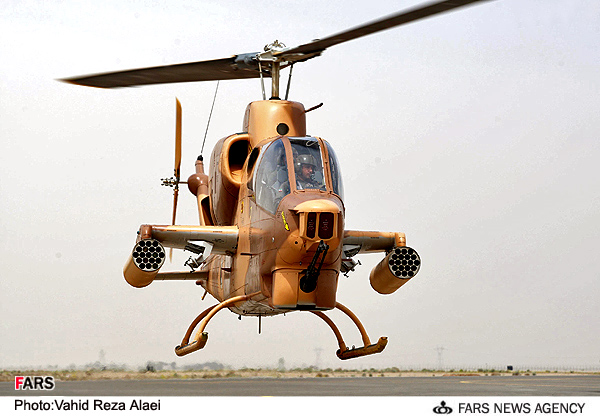 FARS
Photo:Vahid Reza Alaei
FARS NEWS AGENCY